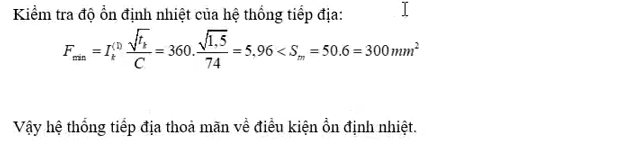 Kiểm tra độ ổn định nhiệt của hệ thống tiếp địa:
F_min = I_k^(1) √t_k / C = 360. √1,5 / 74 = 5,96 < S_m = 50.6 = 300mm²
Vậy hệ thống tiếp địa thoả mãn về điều kiện ổn định nhiệt.